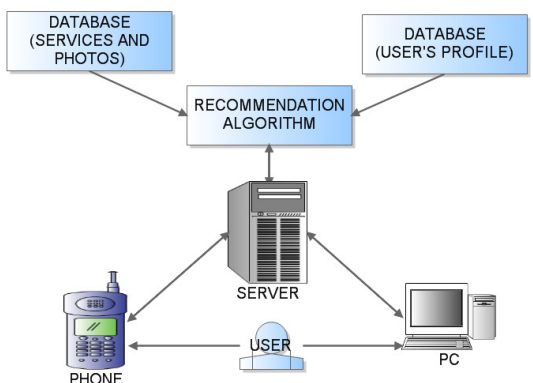 DATABASE
(SERVICES AND
PHOTOS)
DATABASE
(USER'S PROFILE)
RECOMMENDATION
ALGORITHM
SERVER
USER
PHONE
PC